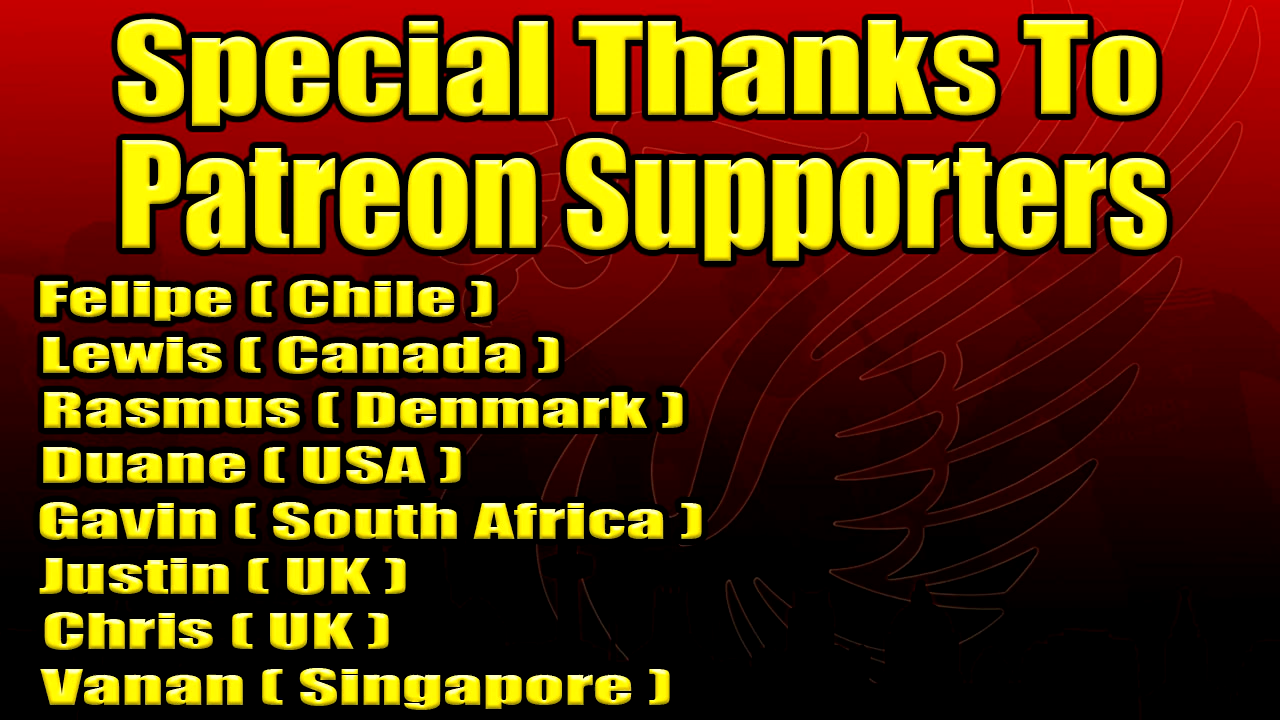 Special Thanks To
Patreon Supporters
Felipe ( Chile )
Lewis ( Canada )
Rasmus ( Denmark )
Duane ( USA )
Gavin ( South Africa )
Justin ( UK )
Chris ( UK )
Vanan ( Singapore )